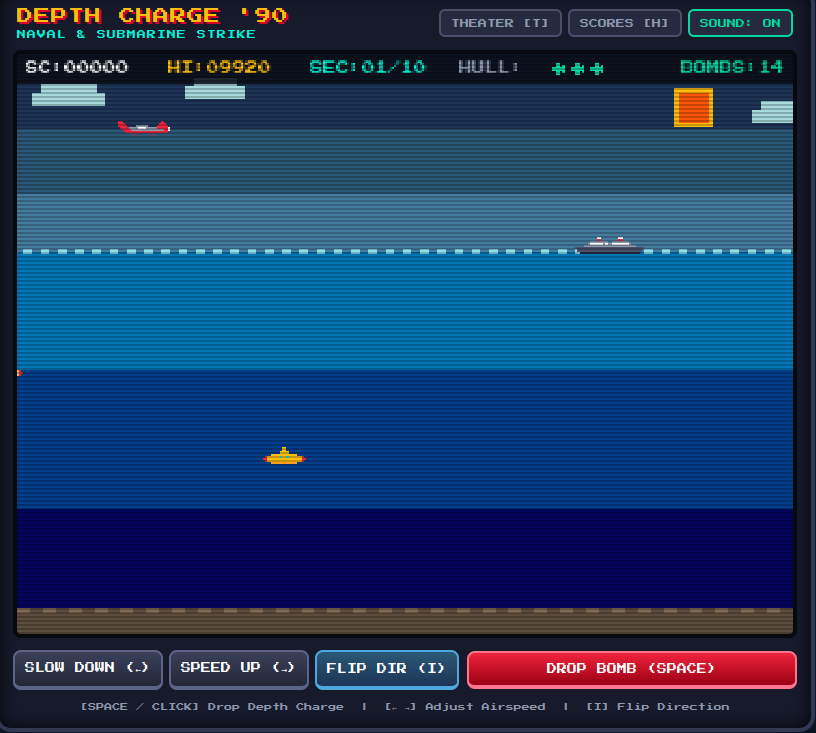 DEPTH CHARGE '90
NAVAL & SUBMARINE STRIKE
THEATER [T]
SCORES [H]
SOUND: ON
SC:00000 HI:09920 SEC:01/10 HULL: BOMBS:14
SLOW DOWN (←)
SPEED UP (→)
FLIP DIR (I)
DROP BOMB (SPACE)
[SPACE / CLICK] Drop Depth Charge | [← →] Adjust Airspeed | [I] Flip Direction